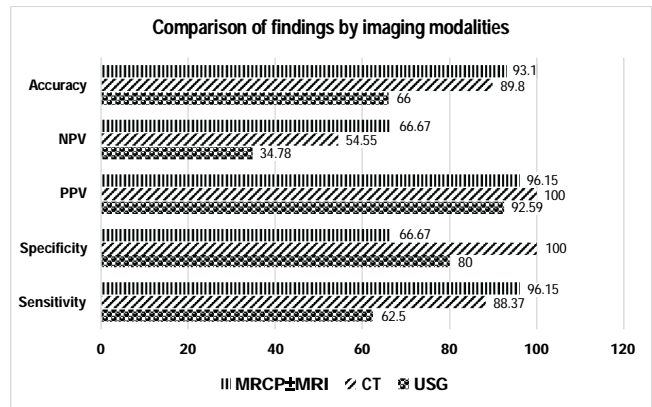 Comparison of findings by imaging modalities
Accuracy
93.1
89.8
66
NPV
66.67
54.55
34.78
PPV
96.15
100
92.59
Specificity
66.67
100
80
Sensitivity
96.15
88.37
62.5
0 20 40 60 80 100 120
MRCP±MRI CT USG